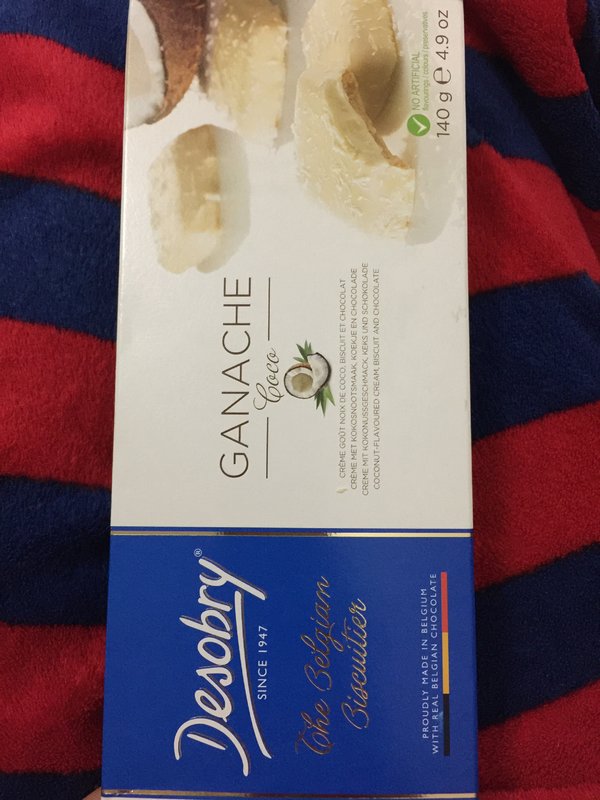 Desobry®
SINCE 1947
The Belgian
Biscuitier
PROUDLY MADE IN BELGIUM
WITH REAL BELGIAN CHOCOLATE
GANACHE
Coco
CRÈME GOÛT NOIX DE COCO, BISCUIT ET CHOCOLAT
CRÈME MET KOKOSNOOTSMAAK, KOEKJE EN CHOCOLADE
CREME MIT KOKONUSSGESCHMACK, KEKS UND SCHOKOLADE
COCONUT-FLAVOURED CREAM, BISCUIT AND CHOCOLATE
NO ARTIFICIAL
flavourings / colours / preservatives
140 g ℮ 4.9 oz